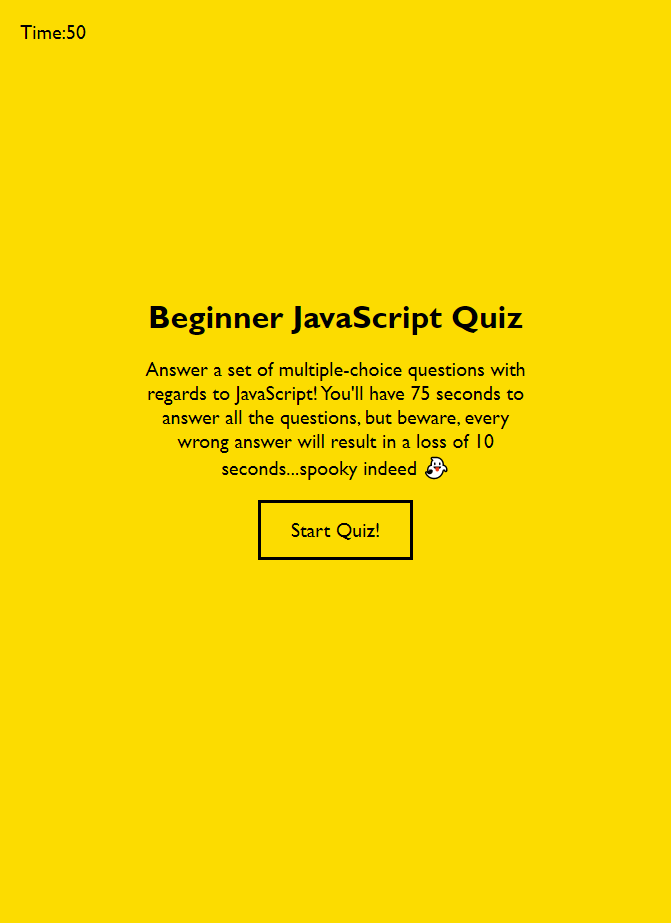 Time:50
Beginner JavaScript Quiz
Answer a set of multiple-choice questions with
regards to JavaScript! You'll have 75 seconds to
answer all the questions, but beware, every
wrong answer will result in a loss of 10
seconds...spooky indeed 👻
Start Quiz!